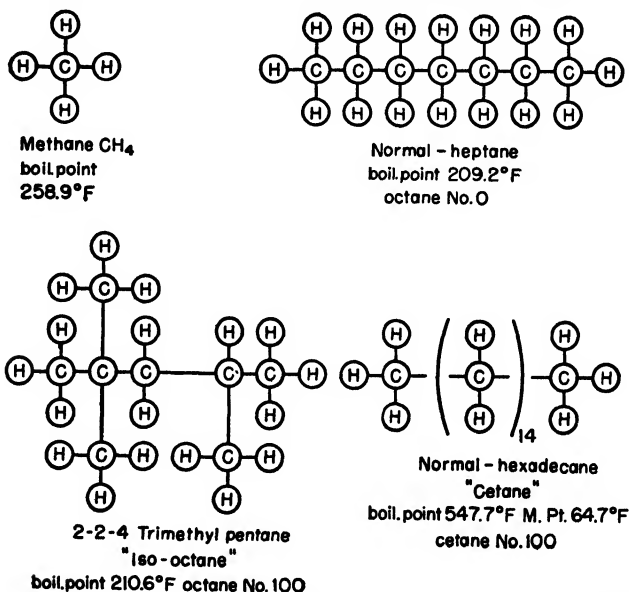 H
H C H
H
Methane CH4
boil.point
258.9°F
H H H H H H H
H C C C C C C C H
H H H H H H H
Normal - heptane
boil.point 209.2°F
octane No.0
H
H C H
H H H H
H C C C C C H
H H H
H C H H C H
H H
2-2-4 Trimethyl pentane
"Iso-octane"
boil.point 210.6°F octane No.100
H H H
H C ( C ) C H
H H H
14
Normal - hexadecane
"Cetane"
boil.point 547.7°F M. Pt. 64.7°F
cetane No.100